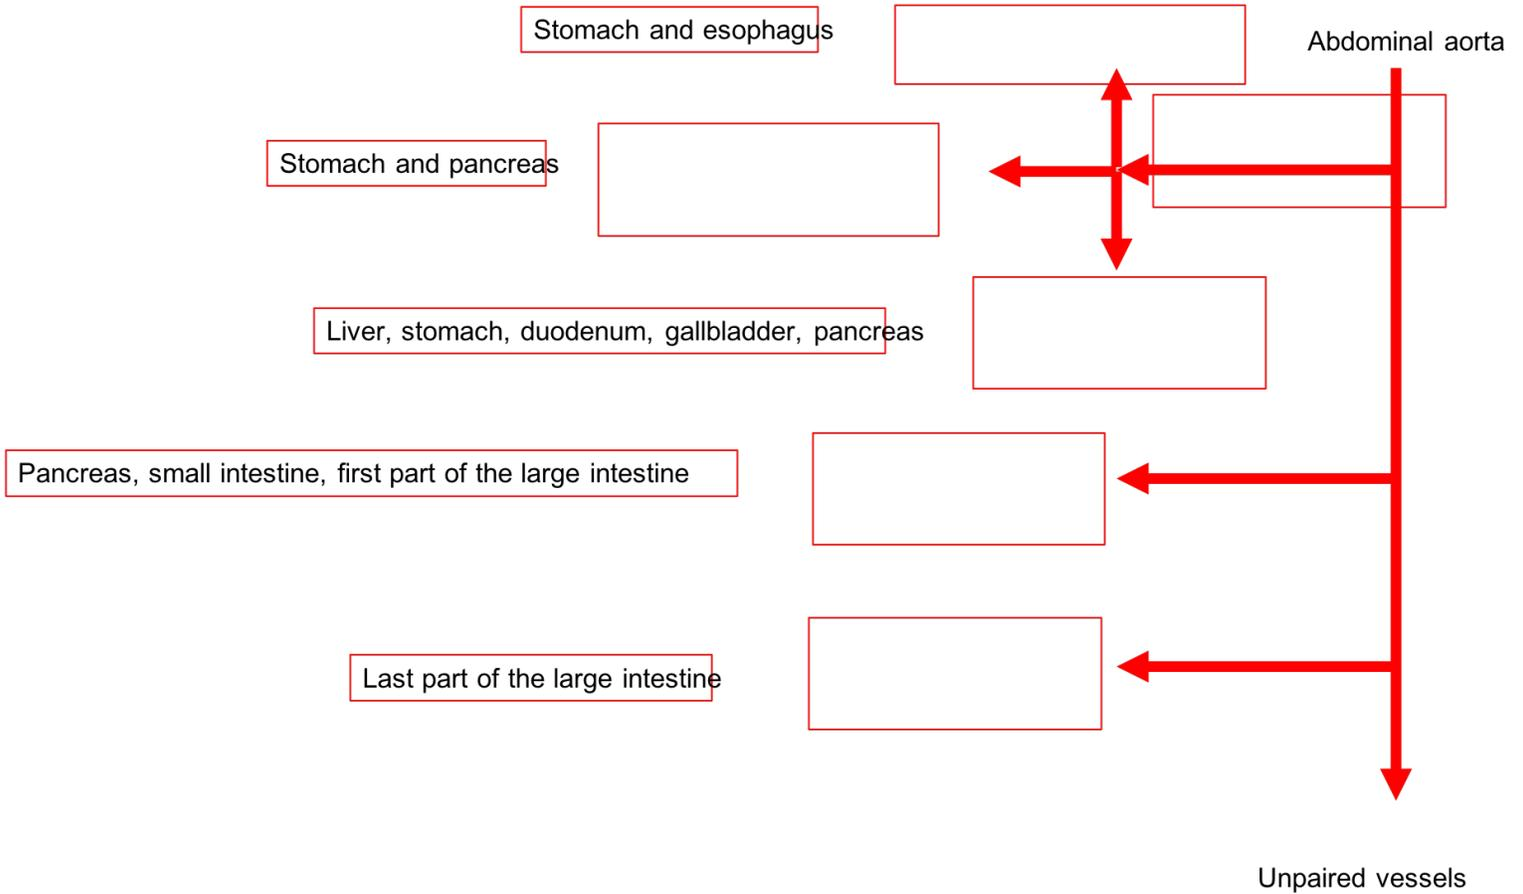 Stomach and esophagus
Abdominal aorta
Stomach and pancreas
Liver, stomach, duodenum, gallbladder, pancreas
Pancreas, small intestine, first part of the large intestine
Last part of the large intestine
Unpaired vessels